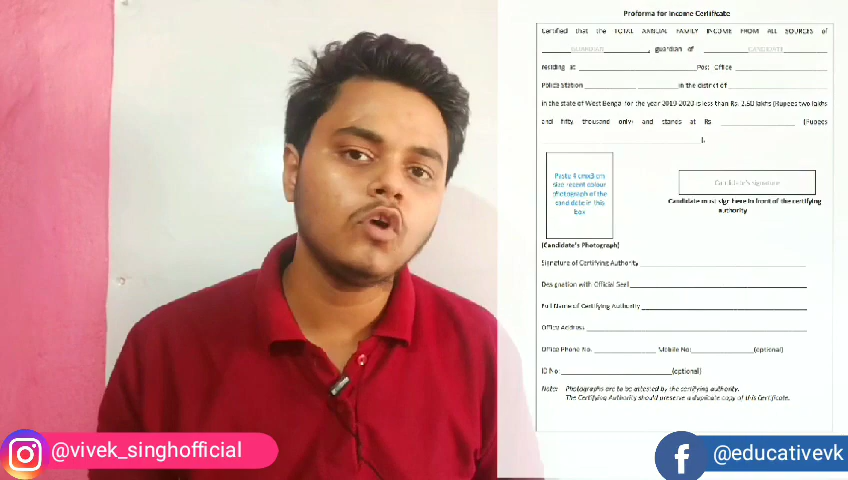 Proforma for Income Certificate
Certified that the TOTAL ANNUAL FAMILY INCOME FROM ALL SOURCES of
GUARDIAN, guardian of CANDIDATE
residing at Post Office
Police Station in the district of
in the state of West Bengal for the year 2019-2020 is less than Rs. 2.50 lakhs (Rupees two lakhs
and fifty thousand only) and stands at Rs (Rupees
).
Paste 4 cmx3 cm
size recent colour
photograph of the
candidate in this
box
Candidate's signature
Candidate must sign here in front of the certifying
authority
(Candidate's Photograph)
Signature of Certifying Authority
Designation with Official Seal
Full Name of Certifying Authority
Office Address
Office Phone No. Mobile No: (optional)
ID No: (optional)
Note: Photographs are to be attested by the certifying authority.
The Certifying Authority should preserve a duplicate copy of this Certificate.
@vivek_singhofficial
@educativevk